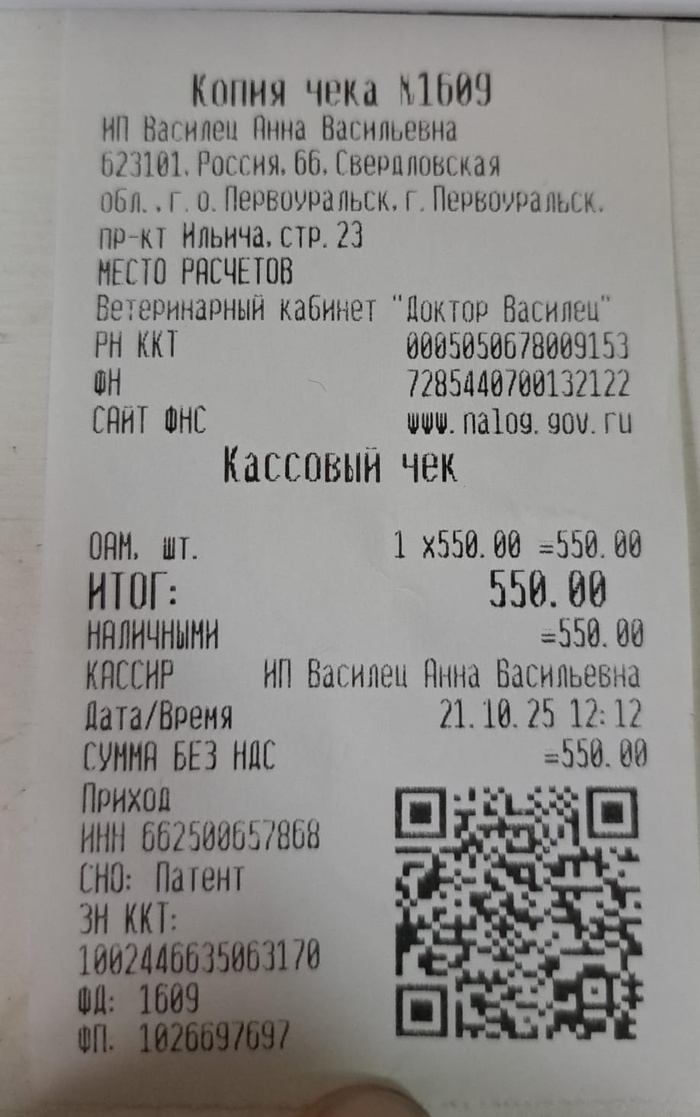 Копия чека №1609
ИП Василец Анна Васильевна
623101, Россия, 66, Свердловская
обл., г. о. Первоуральск, г. Первоуральск,
пр-кт Ильича, стр. 23
МЕСТО РАСЧЕТОВ
Ветеринарный кабинет "Доктор Василец"
РН ККТ 0005050678009153
ФН 7285440700132122
САЙТ ФНС www.nalog.gov.ru
Кассовый чек
ОАМ, шт. 1 x550.00 =550.00
ИТОГ: 550.00
НАЛИЧНЫМИ =550.00
КАССИР ИП Василец Анна Васильевна
Дата/Время 21.10.25 12:12
СУММА БЕЗ НДС =550.00
Приход
ИНН 662500657868
СНО: Патент
ЗН ККТ:
1002446635063170
ФД: 1609
ФП: 1026697697